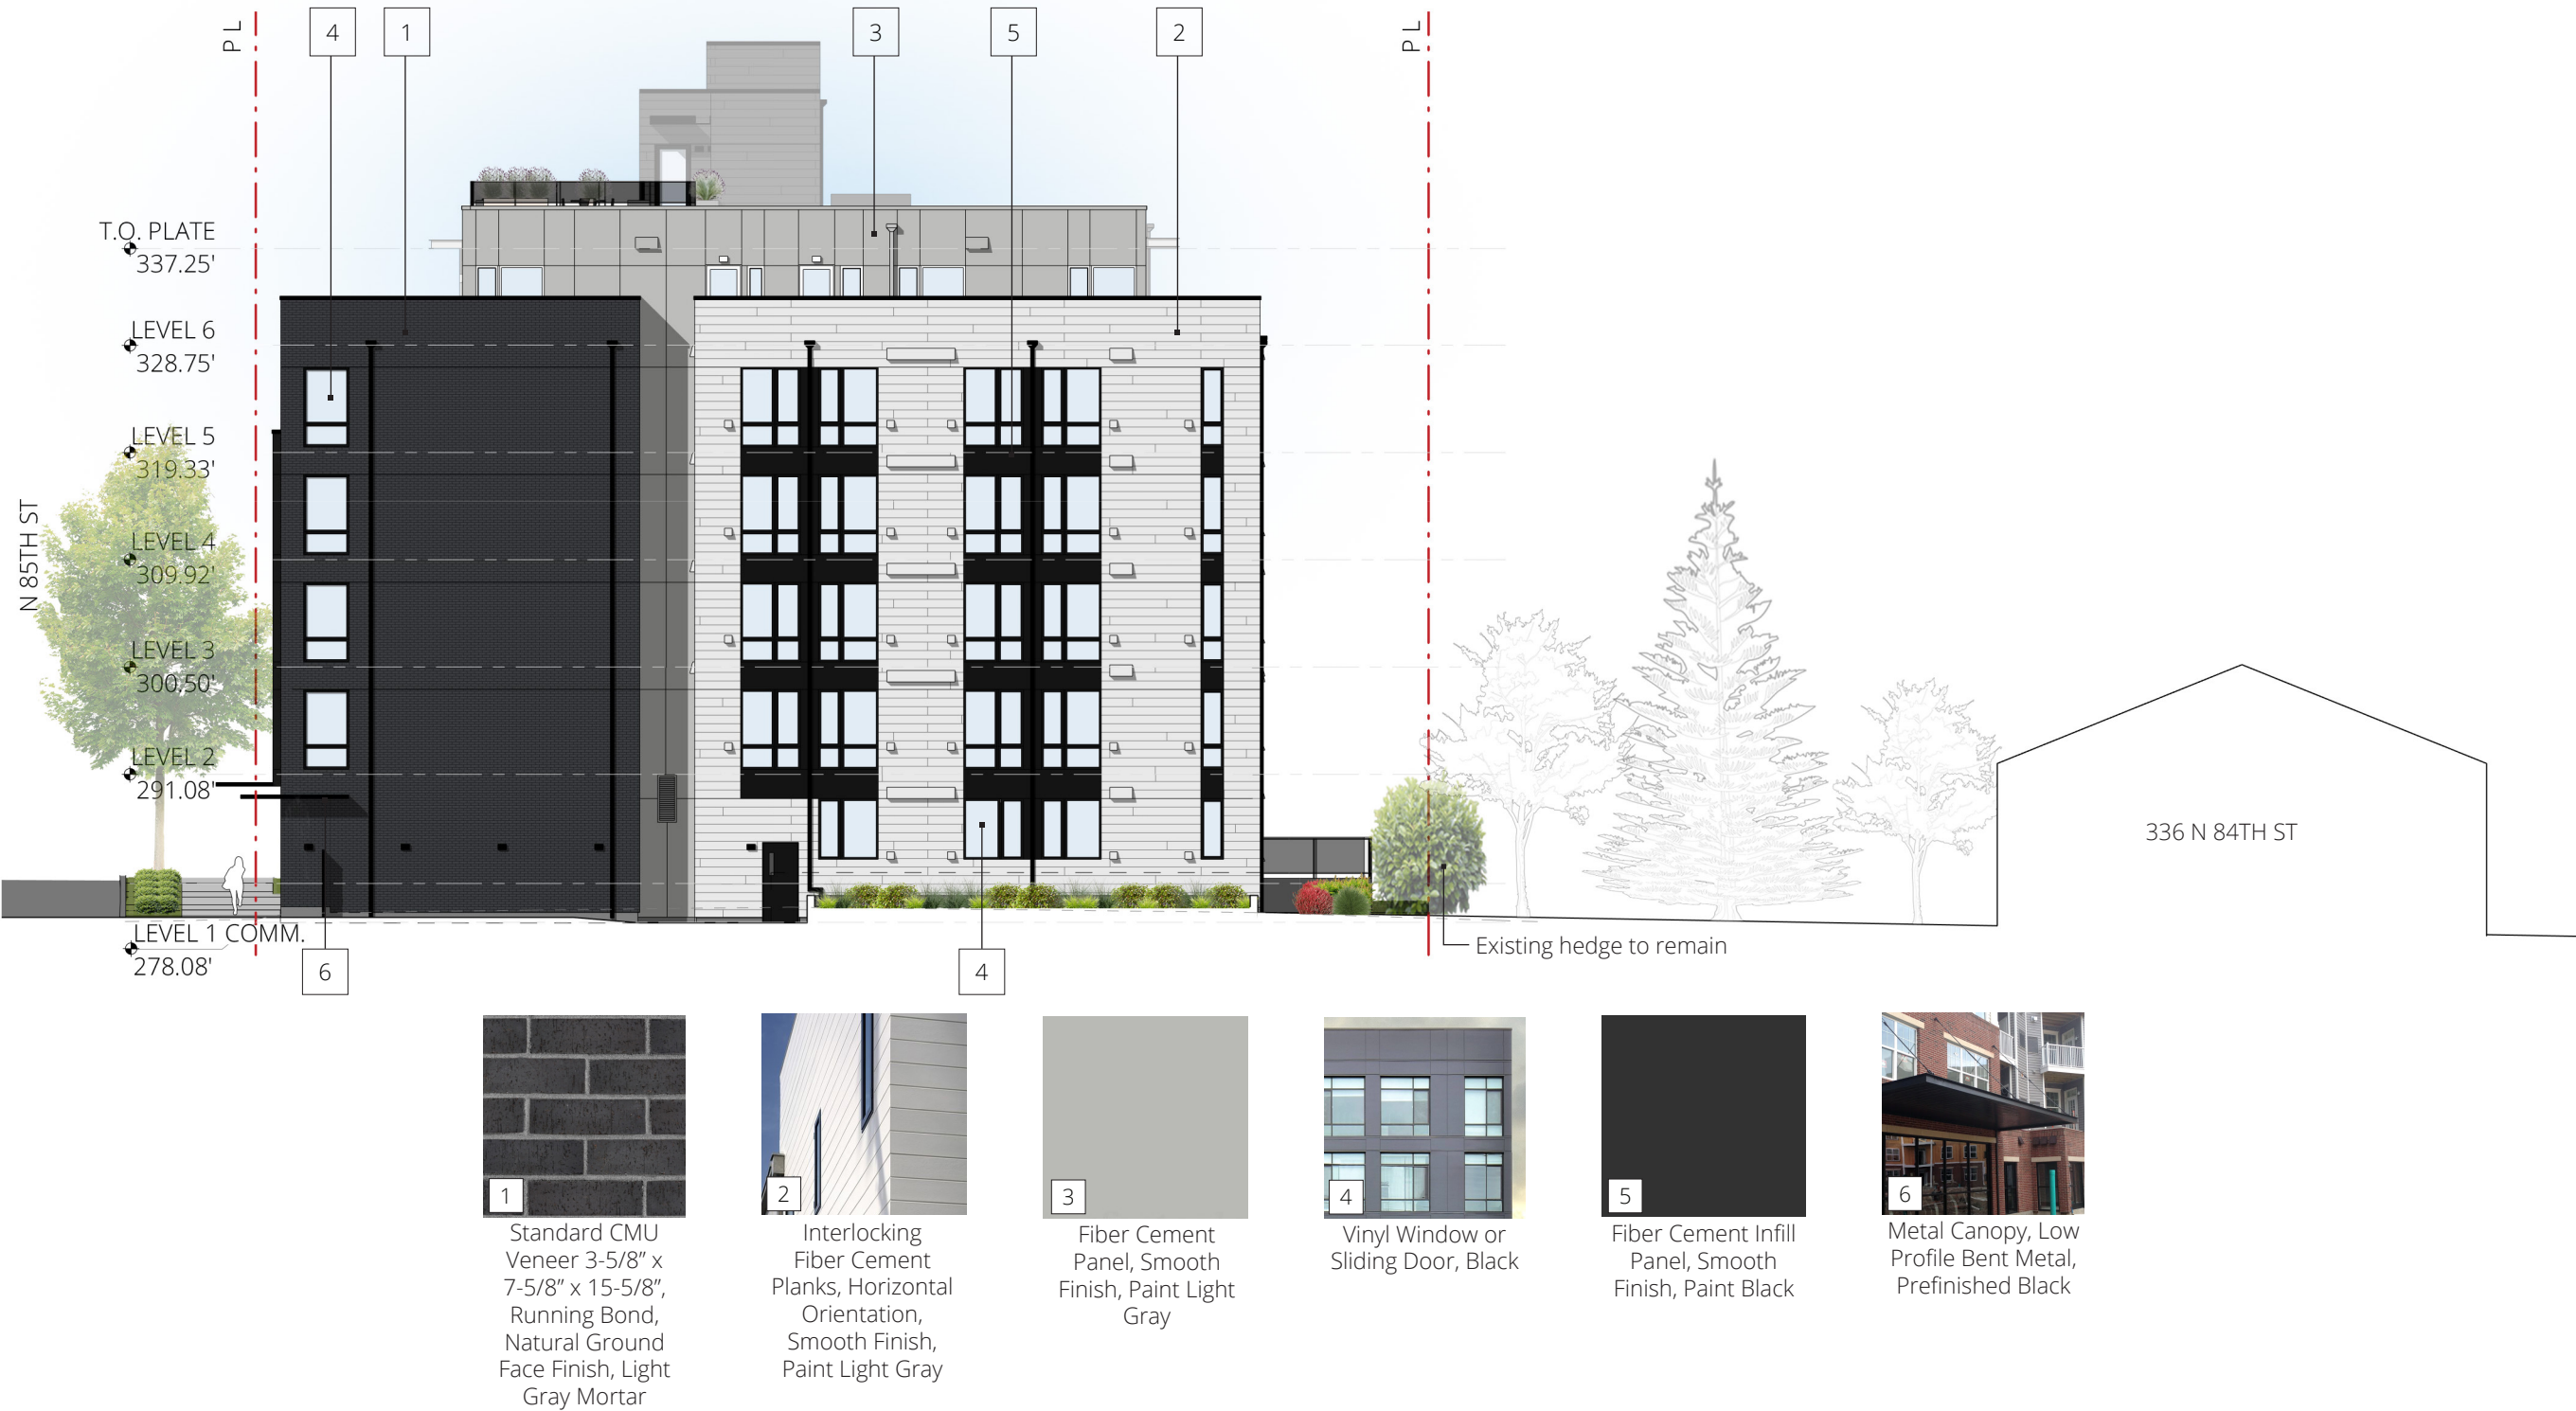 P L
4
1
3
5
2
P L
T.O. PLATE
337.25'
LEVEL 6
328.75'
LEVEL 5
319.33'
LEVEL 4
309.92'
LEVEL 3
300.50'
LEVEL 2
291.08'
N 85TH ST
336 N 84TH ST
LEVEL 1 COMM.
278.08'
6
4
Existing hedge to remain
1
Standard CMU
Veneer 3-5/8” x
7-5/8” x 15-5/8”,
Running Bond,
Natural Ground
Face Finish, Light
Gray Mortar
2
Interlocking
Fiber Cement
Planks, Horizontal
Orientation,
Smooth Finish,
Paint Light Gray
3
Fiber Cement
Panel, Smooth
Finish, Paint Light
Gray
4
Vinyl Window or
Sliding Door, Black
5
Fiber Cement Infill
Panel, Smooth
Finish, Paint Black
6
Metal Canopy, Low
Profile Bent Metal,
Prefinished Black